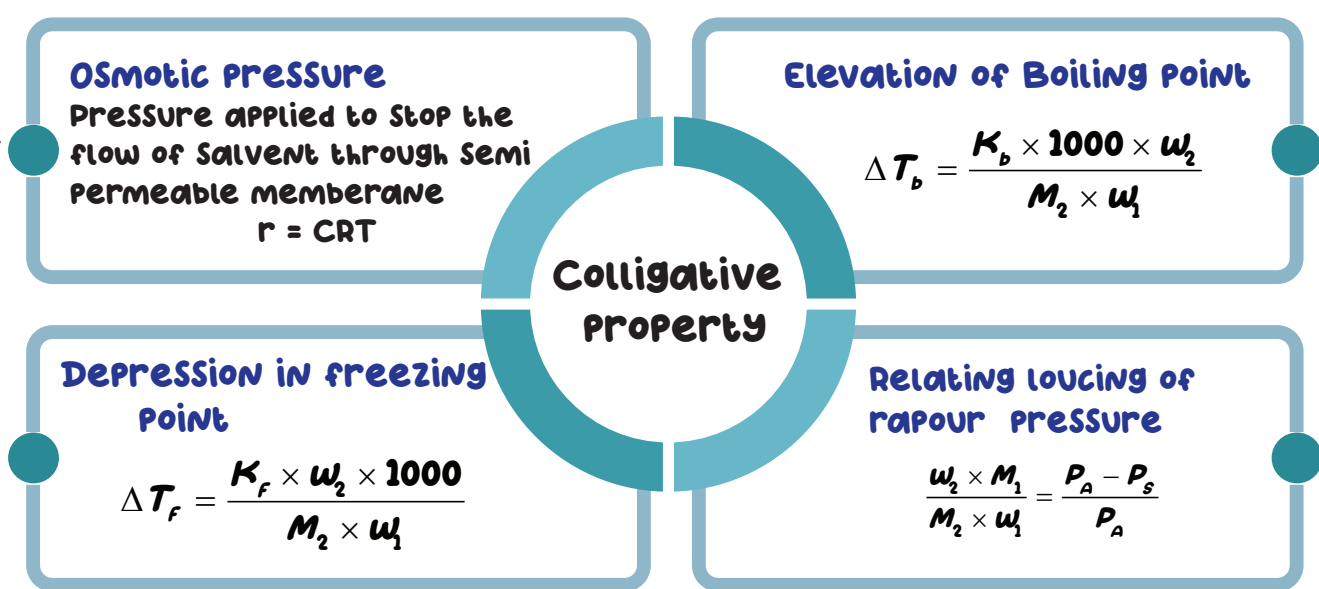 Osmotic Pressure
Pressure applied to Stop the
flow of Salvent through Semi
Permeable memberane
r = CRT
Elevation of Boiling Point
ΔT_b = (K_b × 1000 × w_2) / (M_2 × w_1)
Colligative
Property
Depression in freezing
Point
ΔT_f = (K_f × w_2 × 1000) / (M_2 × w_1)
Relating loucing of
rapour Pressure
(w_2 × M_1) / (M_2 × w_1) = (P_A − P_S) / P_A